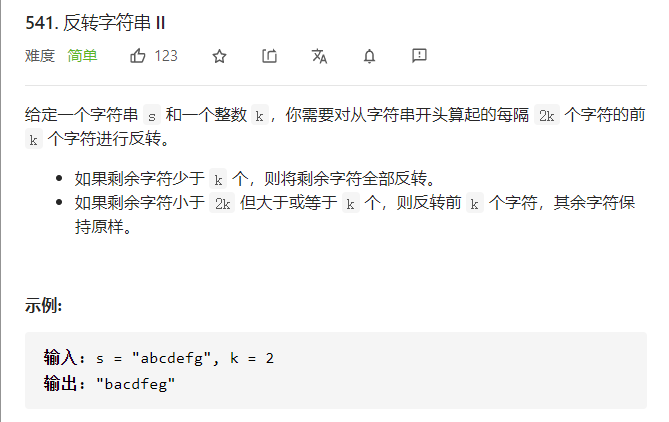 541. 反转字符串 II
难度 简单 123
给定一个字符串 s 和一个整数 k，你需要对从字符串开头算起的每隔 2k 个字符的前
k 个字符进行反转。
如果剩余字符少于 k 个，则将剩余字符全部反转。
如果剩余字符小于 2k 但大于或等于 k 个，则反转前 k 个字符，其余字符保
持原样。
示例:
输入: s = "abcdefg", k = 2
输出: "bacdfeg"